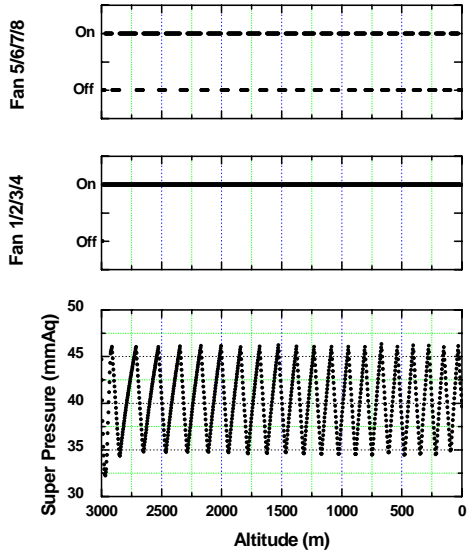 Fan 5/6/7/8
On
Off
Fan 1/2/3/4
On
Off
Super Pressure (mmAq)
50
45
40
35
30
3000 2500 2000 1500 1000 500 0
Altitude (m)